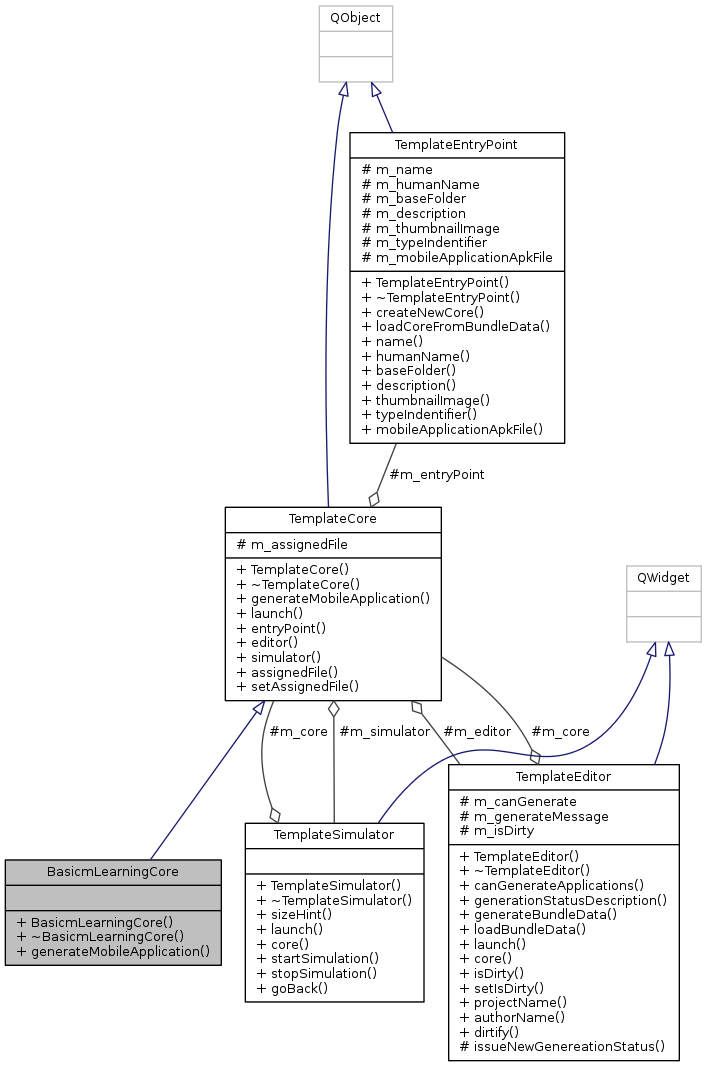 QObject
TemplateEntryPoint
# m_name
# m_humanName
# m_baseFolder
# m_description
# m_thumbnailImage
# m_typeIndentifier
# m_mobileApplicationApkFile
+ TemplateEntryPoint()
+ ~TemplateEntryPoint()
+ createNewCore()
+ loadCoreFromBundleData()
+ name()
+ humanName()
+ baseFolder()
+ description()
+ thumbnailImage()
+ typeIndentifier()
+ mobileApplicationApkFile()
#m_entryPoint
TemplateCore
# m_assignedFile
+ TemplateCore()
+ ~TemplateCore()
+ generateMobileApplication()
+ launch()
+ entryPoint()
+ editor()
+ simulator()
+ assignedFile()
+ setAssignedFile()
QWidget
#m_core
#m_simulator
#m_editor
#m_core
BasicmLearningCore
+ BasicmLearningCore()
+ ~BasicmLearningCore()
+ generateMobileApplication()
TemplateSimulator
+ TemplateSimulator()
+ ~TemplateSimulator()
+ sizeHint()
+ launch()
+ core()
+ startSimulation()
+ stopSimulation()
+ goBack()
TemplateEditor
# m_canGenerate
# m_generateMessage
# m_isDirty
+ TemplateEditor()
+ ~TemplateEditor()
+ canGenerateApplications()
+ generationStatusDescription()
+ generateBundleData()
+ loadBundleData()
+ launch()
+ core()
+ isDirty()
+ setIsDirty()
+ projectName()
+ authorName()
+ dirtify()
# issueNewGenereationStatus()